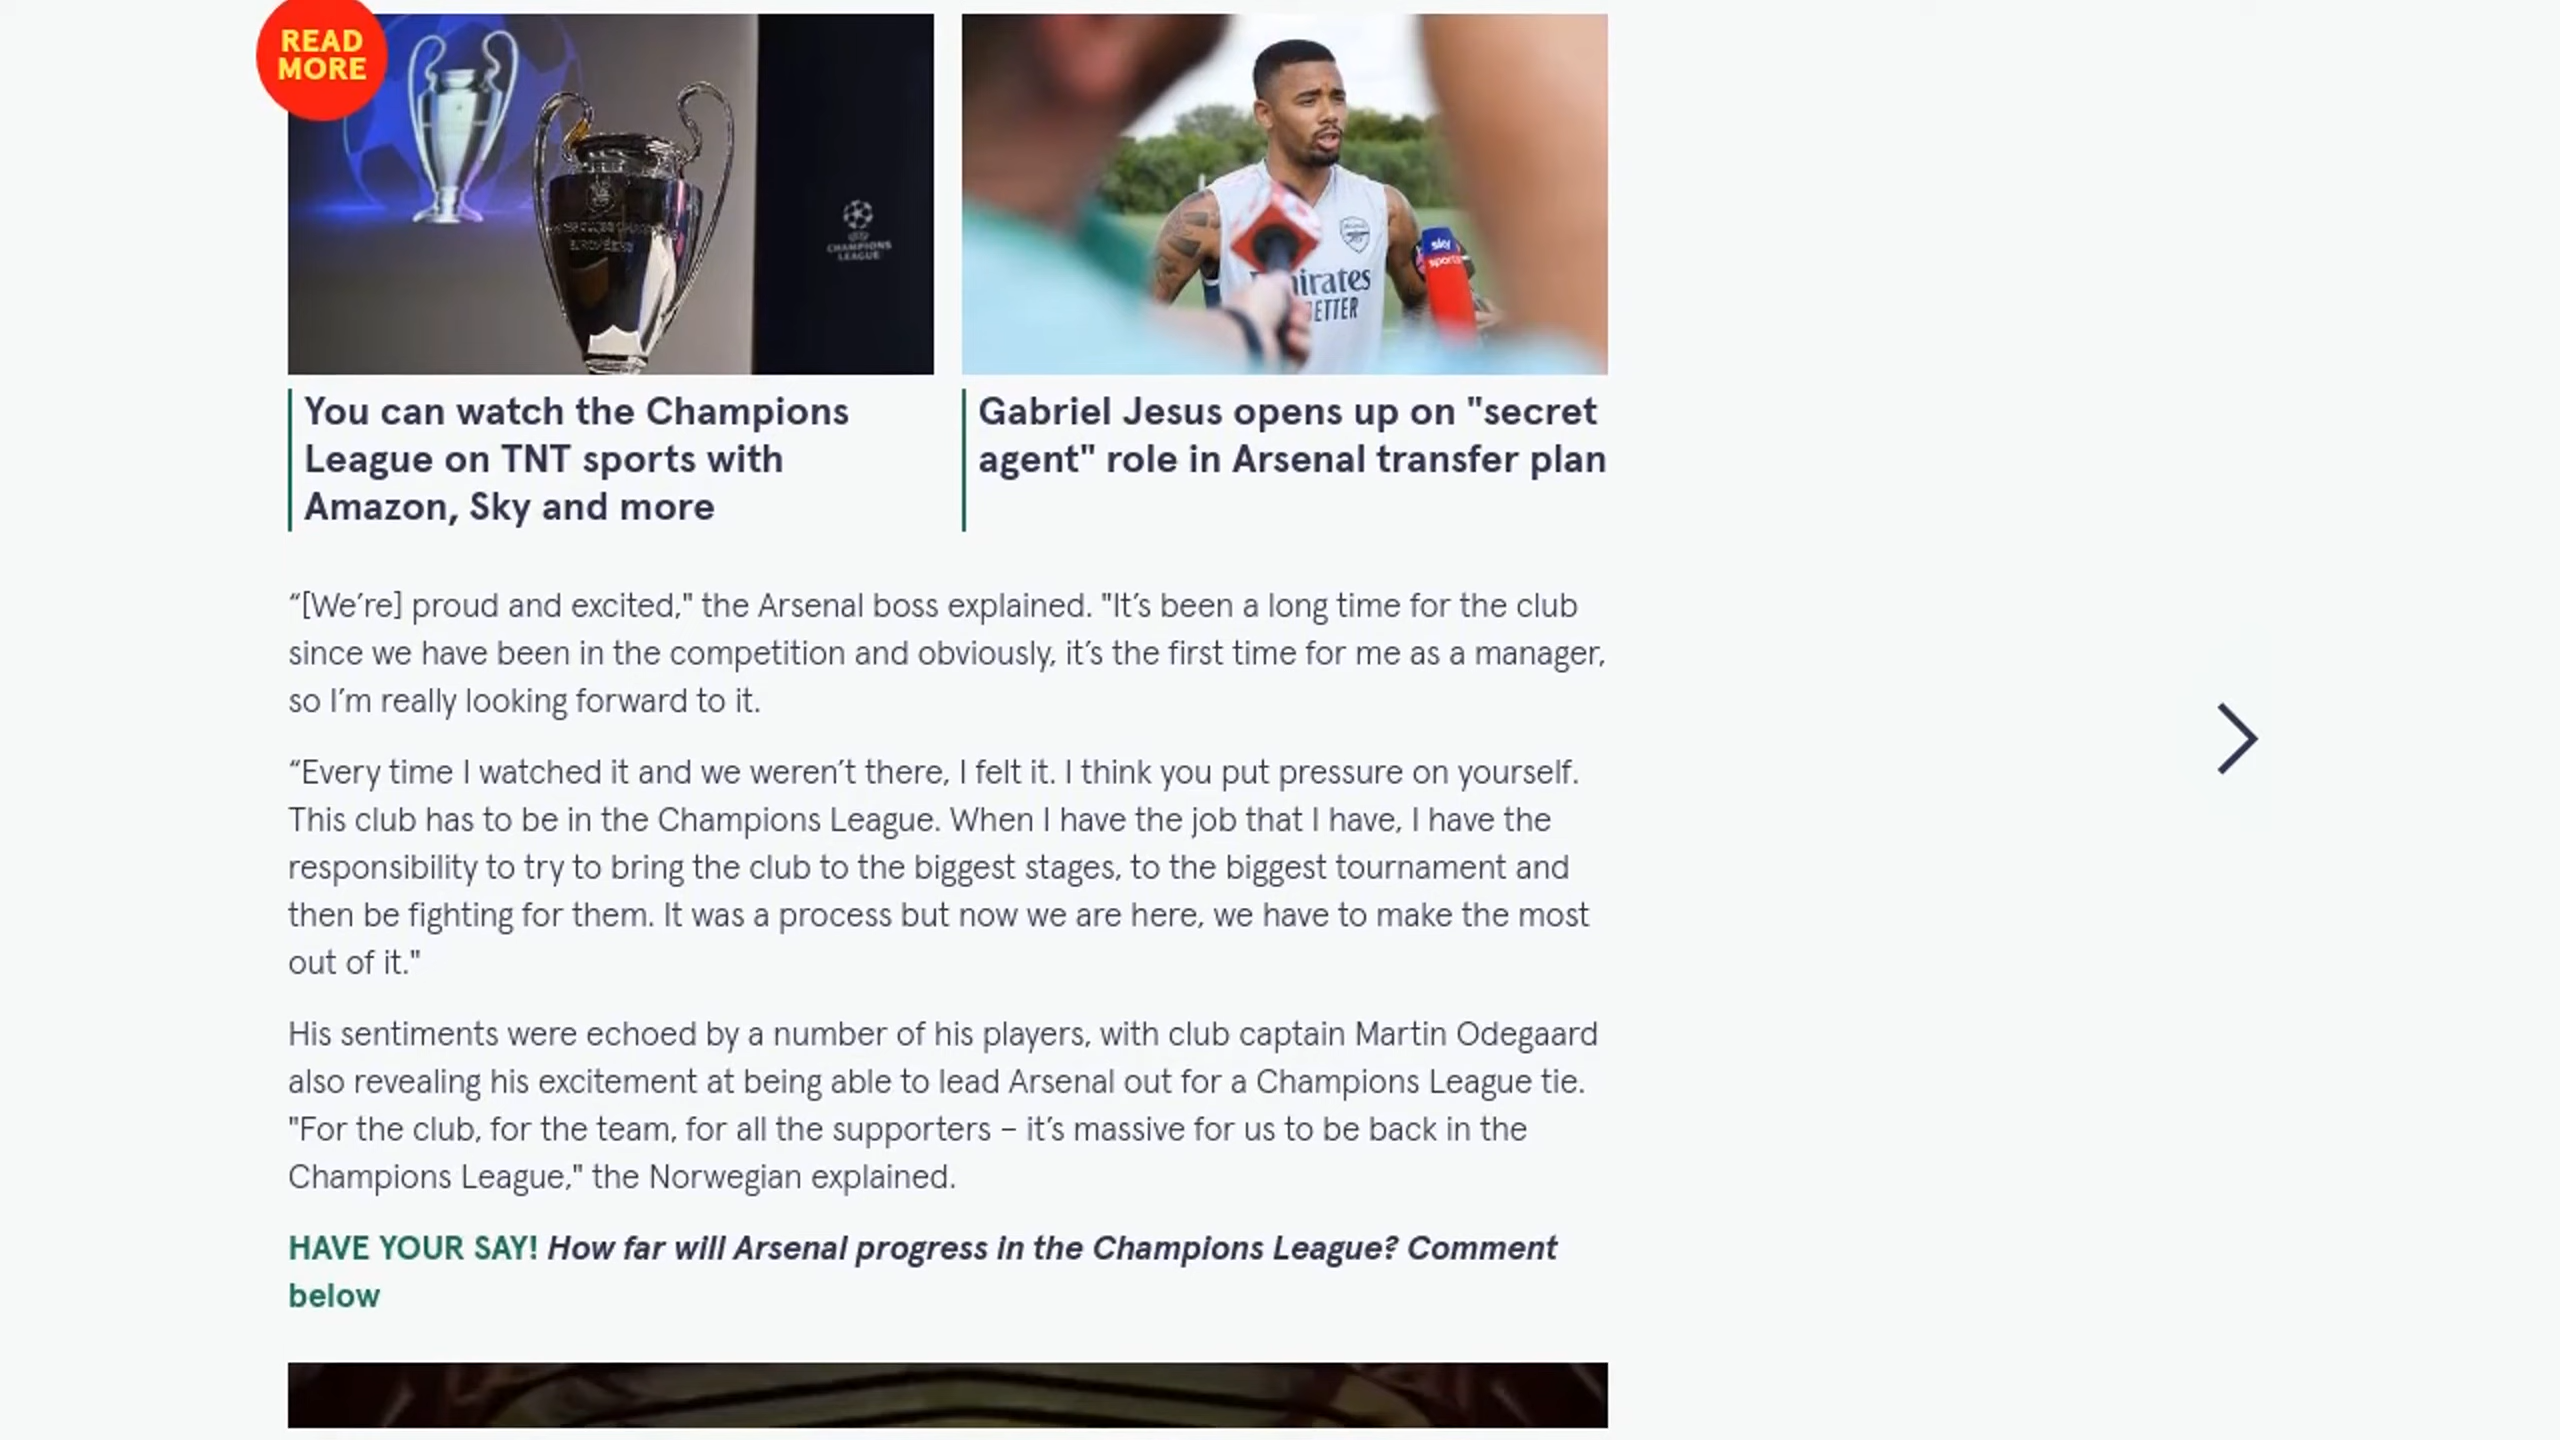 READ
MORE
CHAMPIONS
LEAGUE
sky
sports
You can watch the Champions
League on TNT sports with
Amazon, Sky and more
Gabriel Jesus opens up on "secret
agent" role in Arsenal transfer plan
“[We’re] proud and excited," the Arsenal boss explained. "It’s been a long time for the club
since we have been in the competition and obviously, it’s the first time for me as a manager,
so I’m really looking forward to it.
“Every time I watched it and we weren’t there, I felt it. I think you put pressure on yourself.
This club has to be in the Champions League. When I have the job that I have, I have the
responsibility to try to bring the club to the biggest stages, to the biggest tournament and
then be fighting for them. It was a process but now we are here, we have to make the most
out of it."
His sentiments were echoed by a number of his players, with club captain Martin Odegaard
also revealing his excitement at being able to lead Arsenal out for a Champions League tie.
"For the club, for the team, for all the supporters – it’s massive for us to be back in the
Champions League," the Norwegian explained.
HAVE YOUR SAY! How far will Arsenal progress in the Champions League? Comment
below